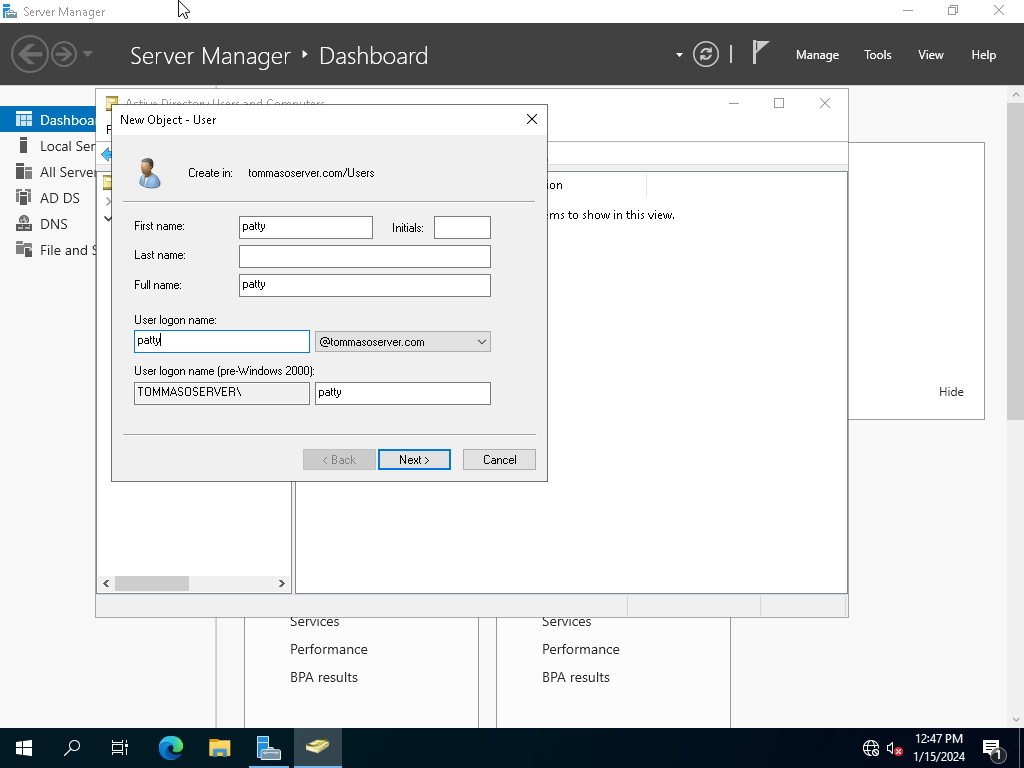 Server Manager
Server Manager
Dashboard
Manage
Tools
View
Help
Active Directory Users and Computers
New Object - User
Create in:
tommasoserver.com/Users
First name:
patty
Initials:
Last name:
Full name:
patty
User logon name:
patty
@tommasoserver.com
User logon name (pre-Windows 2000):
TOMMASOSERVER\
patty
< Back
Next >
Cancel
Dashboa
Local Ser
All Server
AD DS
DNS
File and S
F
ion
ems to show in this view.
Hide
Services
Performance
BPA results
Services
Performance
BPA results
12:47 PM
1/15/2024
1